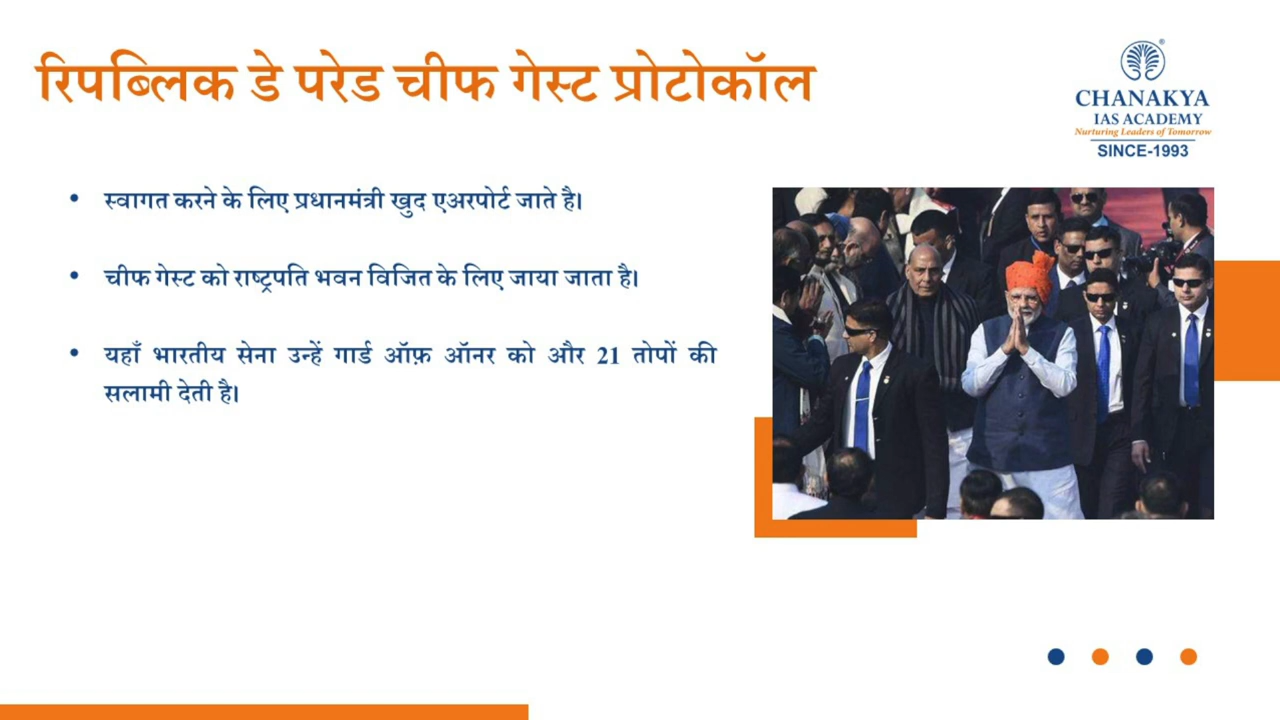 रिपब्लिक डे परेड चीफ गेस्ट प्रोटोकॉल
®
CHANAKYA
IAS ACADEMY
Nurturing Leaders of Tomorrow
SINCE-1993
• स्वागत करने के लिए प्रधानमंत्री खुद एअरपोर्ट जाते है।
• चीफ गेस्ट को राष्ट्रपति भवन विजित के लिए जाया जाता है।
• यहाँ भारतीय सेना उन्हें गार्ड ऑफ़ ऑनर को और 21 तोपों की
सलामी देती है।